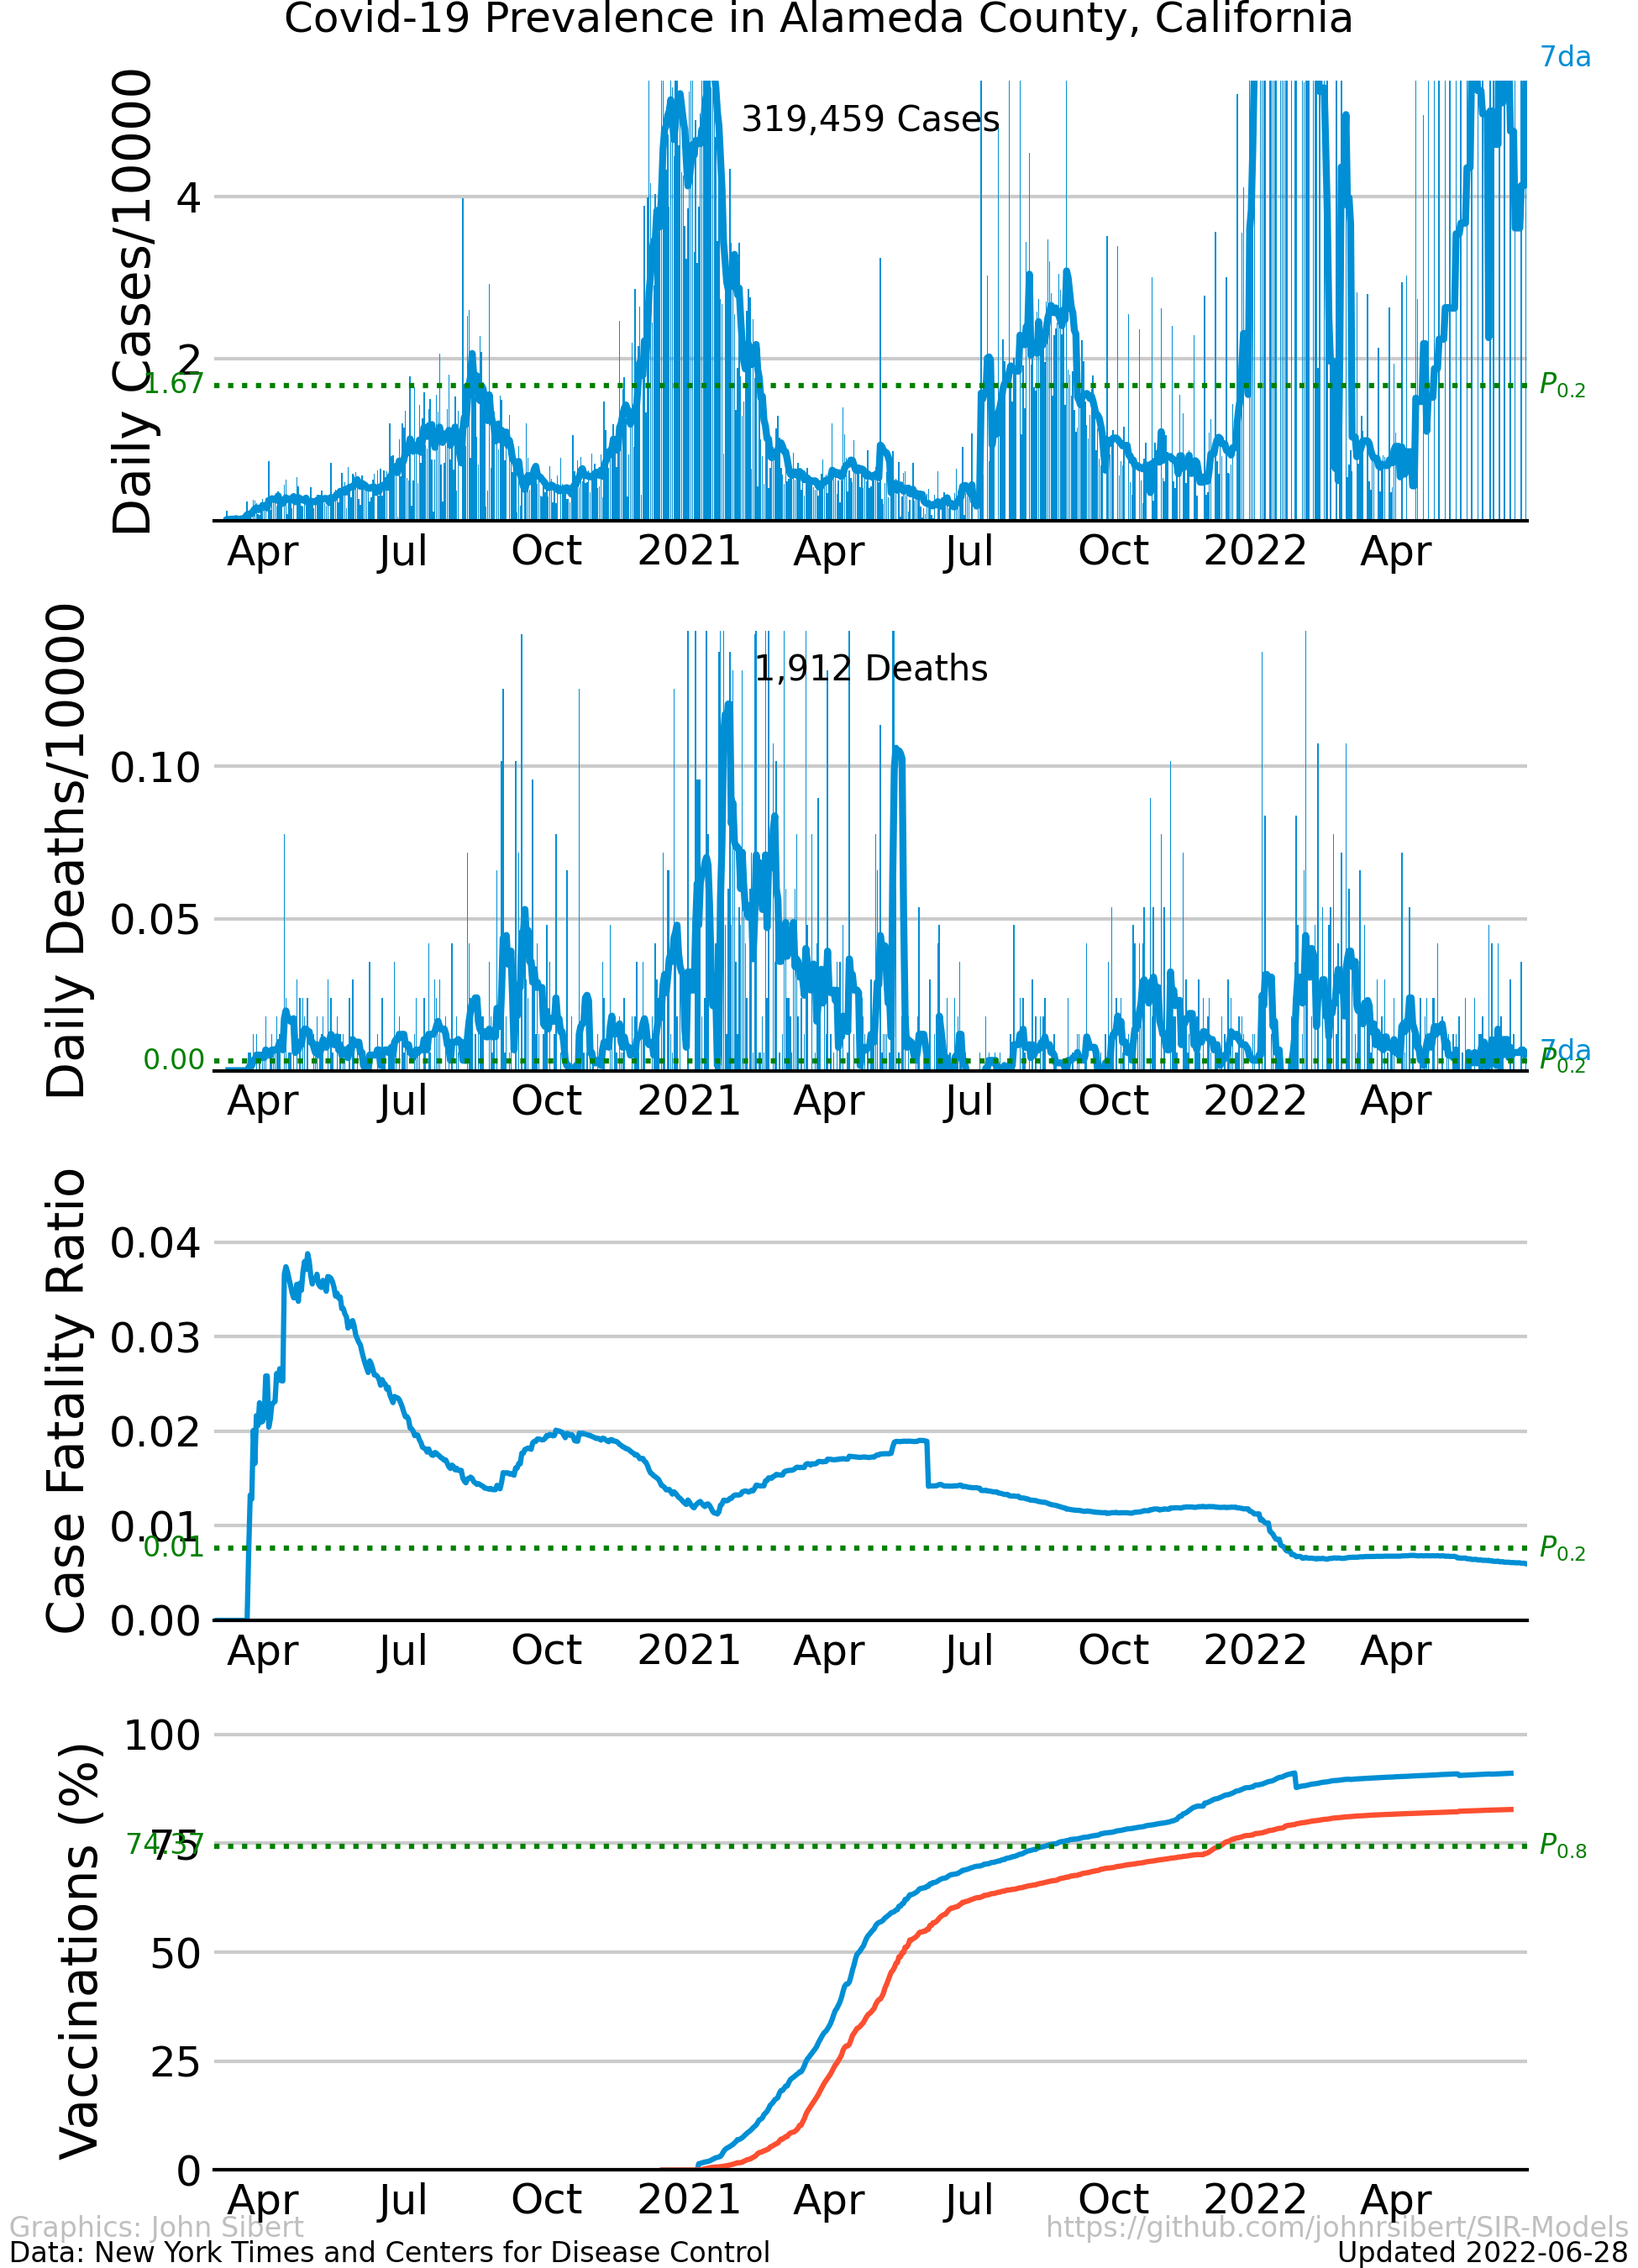 Covid-19 Prevalence in Alameda County, California
7da
319,459 Cases
Daily Cases/10000
4
2
1.67
P0.2
Apr Jul Oct 2021 Apr Jul Oct 2022 Apr
1,912 Deaths
Daily Deaths/10000
0.10
0.05
0.00
7da
P0.2
Apr Jul Oct 2021 Apr Jul Oct 2022 Apr
Case Fatality Ratio
0.04
0.03
0.02
0.01
0.01
P0.2
0.00
Apr Jul Oct 2021 Apr Jul Oct 2022 Apr
Vaccinations (%)
100
75
74.37
P0.8
50
25
0
Apr Jul Oct 2021 Apr Jul Oct 2022 Apr
Graphics: John Sibert
https://github.com/johnrsibert/SIR-Models
Data: New York Times and Centers for Disease Control
Updated 2022-06-28